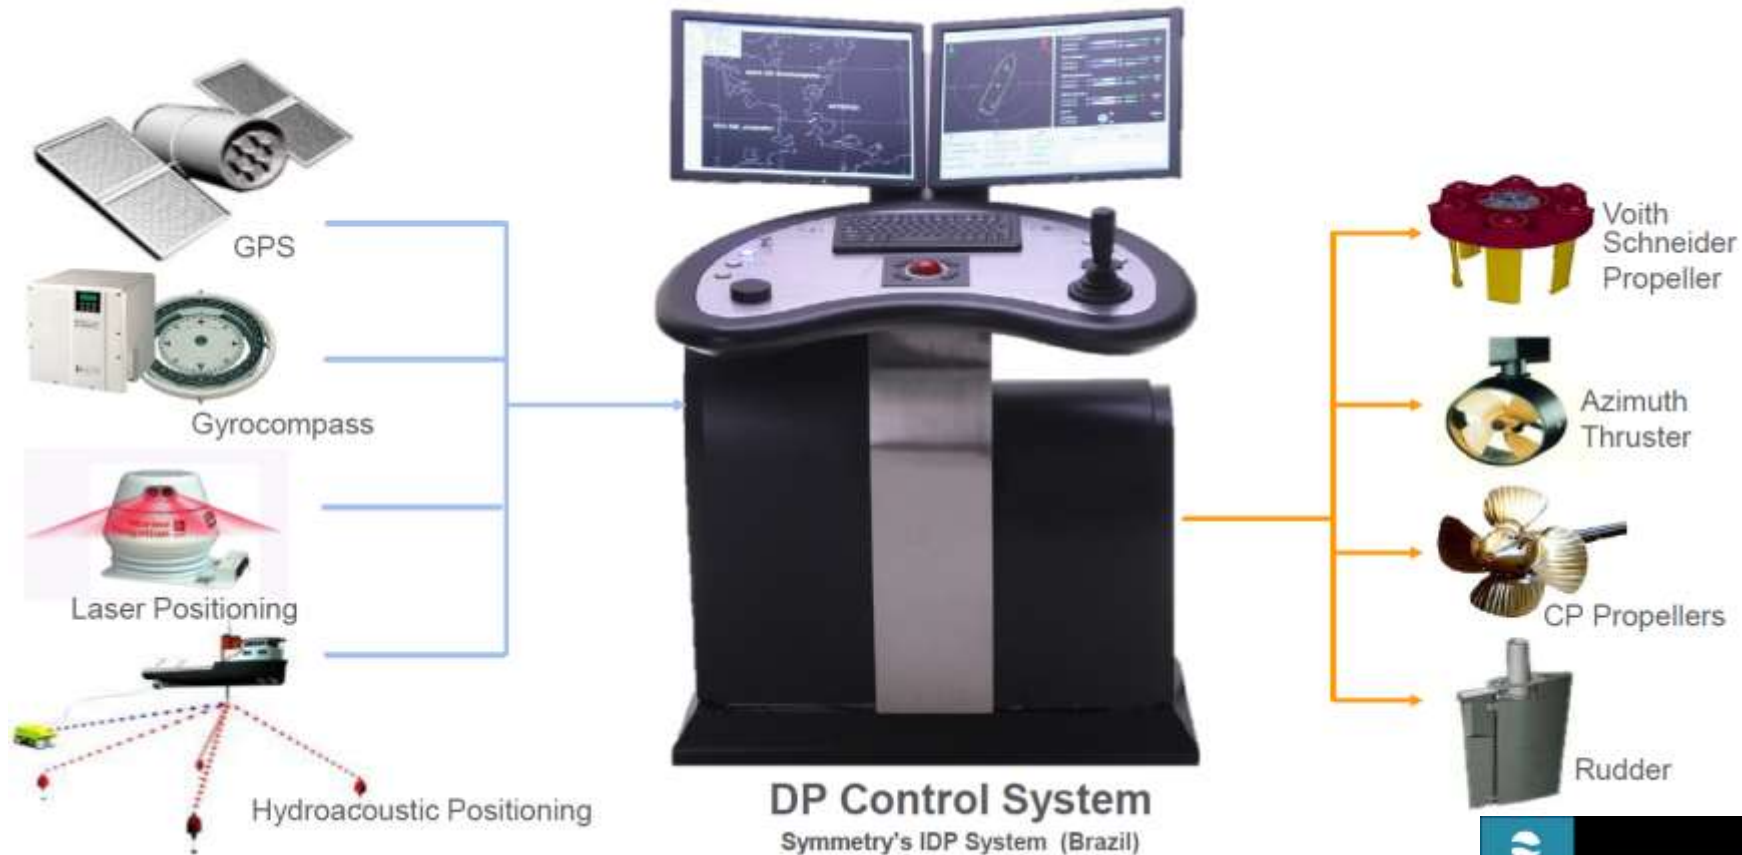 GPS
Gyrocompass
Laser Positioning
Hydroacoustic Positioning
DP Control System
Symmetry's IDP System (Brazil)
Voith
Schneider
Propeller
Azimuth
Thruster
CP Propellers
Rudder